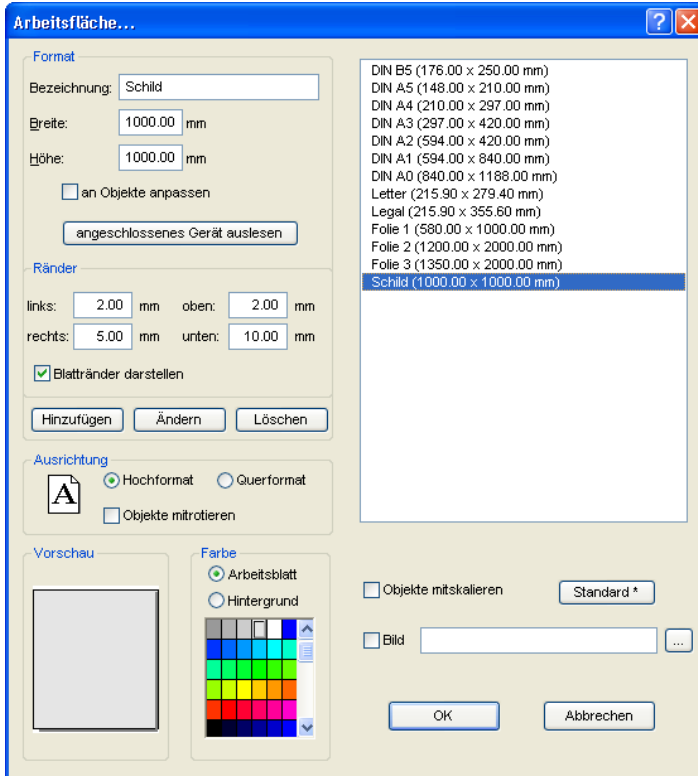 Arbeitsfläche...
Format
Bezeichnung: Schild
Breite: 1000.00 mm
Höhe: 1000.00 mm
an Objekte anpassen
angeschlossenes Gerät auslesen
Ränder
links: 2.00 mm oben: 2.00 mm
rechts: 5.00 mm unten: 10.00 mm
Blattränder darstellen
Hinzufügen Ändern Löschen
Ausrichtung
A
Hochformat Querformat
Objekte mitrotieren
Vorschau
Farbe
Arbeitsblatt
Hintergrund
DIN B5 (176.00 x 250.00 mm)
DIN A5 (148.00 x 210.00 mm)
DIN A4 (210.00 x 297.00 mm)
DIN A3 (297.00 x 420.00 mm)
DIN A2 (594.00 x 420.00 mm)
DIN A1 (594.00 x 840.00 mm)
DIN A0 (840.00 x 1188.00 mm)
Letter (215.90 x 279.40 mm)
Legal (215.90 x 355.60 mm)
Folie 1 (580.00 x 1000.00 mm)
Folie 2 (1200.00 x 2000.00 mm)
Folie 3 (1350.00 x 2000.00 mm)
Schild (1000.00 x 1000.00 mm)
Objekte mitskalieren Standard *
Bild ...
OK Abbrechen